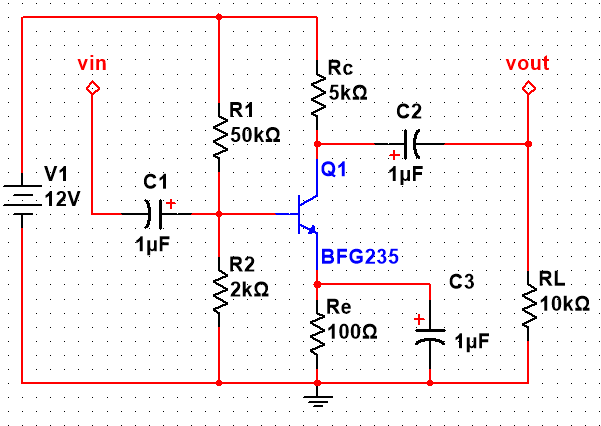 vin
Rc
5kΩ
vout
R1
50kΩ
C2
1µF
Q1
V1
12V
C1
1µF
BFG235
R2
2kΩ
C3
1µF
Re
100Ω
RL
10kΩ